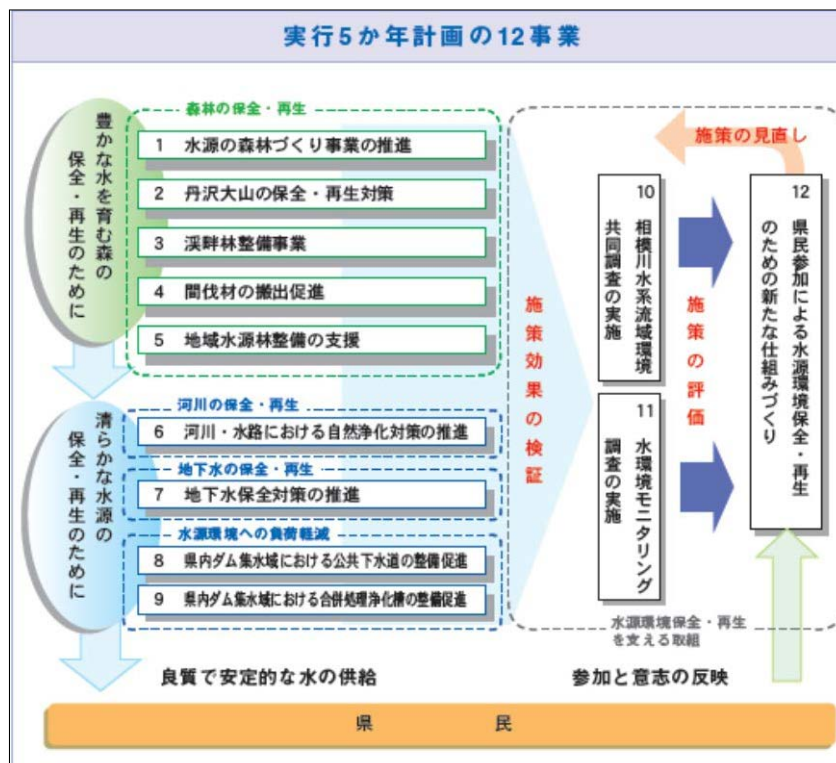 実行5か年計画の12事業
豊かな水を育む森の
保全・再生のために
森林の保全・再生
1 水源の森林づくり事業の推進
2 丹沢大山の保全・再生対策
3 渓畔林整備事業
4 間伐材の搬出促進
5 地域水源林整備の支援
清らかな水源の
保全・再生のために
河川の保全・再生
6 河川・水路における自然浄化対策の推進
地下水の保全・再生
7 地下水保全対策の推進
水源環境への負荷軽減
8 県内ダム集水域における公共下水道の整備促進
9 県内ダム集水域における合併処理浄化槽の整備促進
施策効果の検証
10 相模川水系流域環境
共同調査の実施
11 水環境モニタリング
調査の実施
施策の評価
施策の見直し
12 県民参加による水源環境保全・再生
のための新たな仕組みづくり
水源環境保全・再生
を支える取組
良質で安定的な水の供給
参加と意志の反映
県民